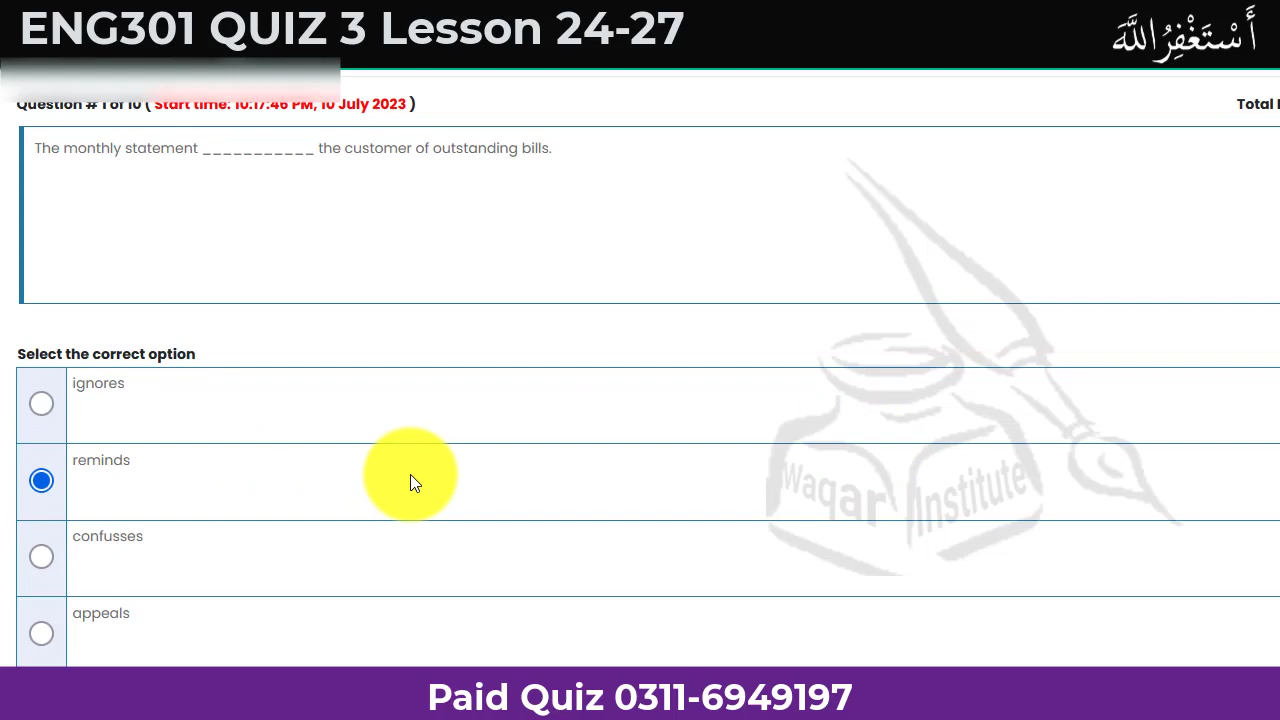 ENG301 QUIZ 3 Lesson 24-27
أَسْتَغْفِرُ اللَّٰه
Question # 1 of 10 ( Start time: 10:17:46 PM, 10 July 2023 )
Total
The monthly statement ___________ the customer of outstanding bills.
Select the correct option
ignores
reminds
confusses
appeals
Waqar Institute
Paid Quiz 0311-6949197